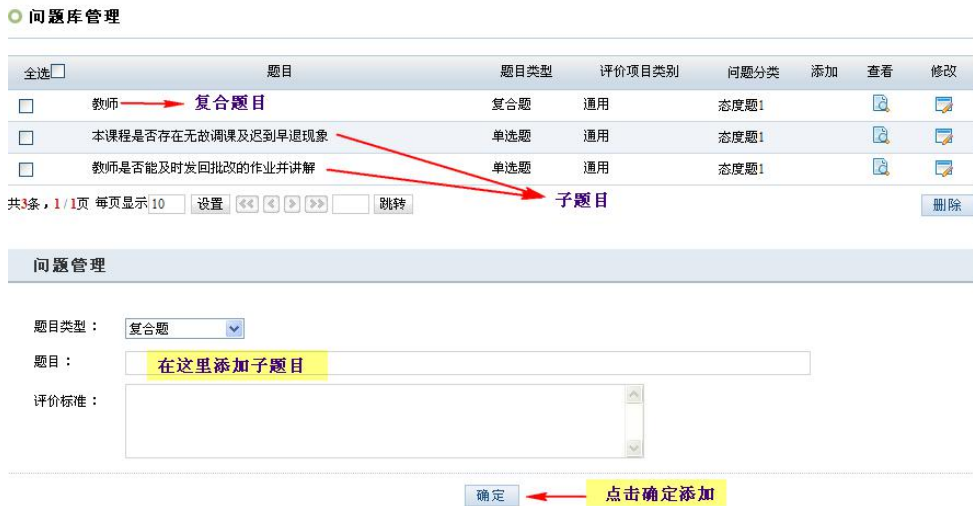 问题库管理
全选 题目 题目类型 评价项目类别 问题分类 添加 查看 修改
教师 复合题目 复合题 通用 态度题1
本课程是否存在无故调课及迟到早退现象 单选题 通用 态度题1
教师是否能及时发回批改的作业并讲解 单选题 通用 态度题1
共3条，1/1页 每页显示 10 设置 跳转 子题目 删除
问题管理
题目类型： 复合题
题目： 在这里添加子题目
评价标准：
确定 点击确定添加